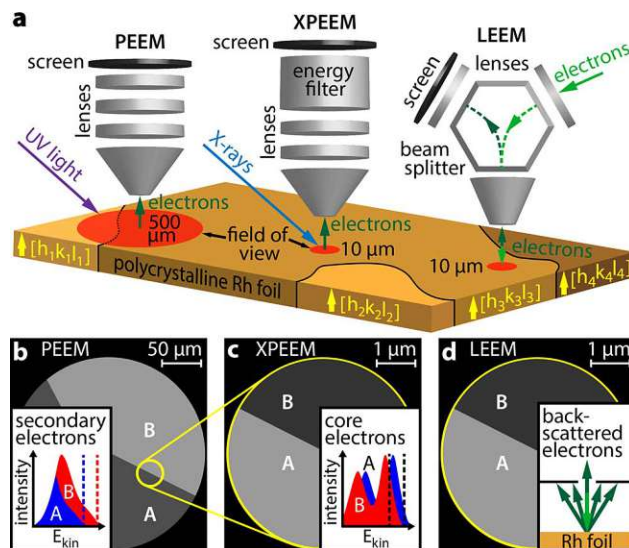 a
PEEM
XPEEM
LEEM
screen
screen
screen
lenses
electrons
energy
filter
lenses
lenses
beam
splitter
UV light
X-rays
electrons
500
µm
electrons
field of
view
10 µm
electrons
10 µm
[h₁k₁l₁]
polycrystalline Rh foil
[h₂k₂l₂]
[h₃k₃l₃]
[h₄k₄l₄]
b PEEM 50 µm
B
A
secondary
electrons
intensity
B
A
Ekin
c XPEEM 1 µm
B
A
core
electrons
intensity
A
B
Ekin
d LEEM 1 µm
B
A
back-
scattered
electrons
Rh foil